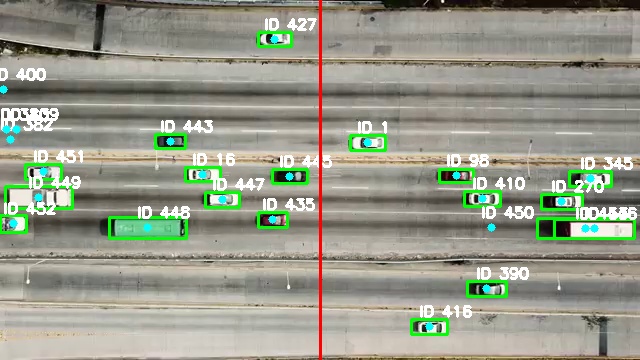 ID 427
D 400
ID 382
ID 443
ID 1
ID 451
ID 16
ID 445
ID 98
ID 345
ID 449
ID 447
ID 410
ID 270
ID 452
ID 448
ID 435
ID 450
ID 390
ID 416